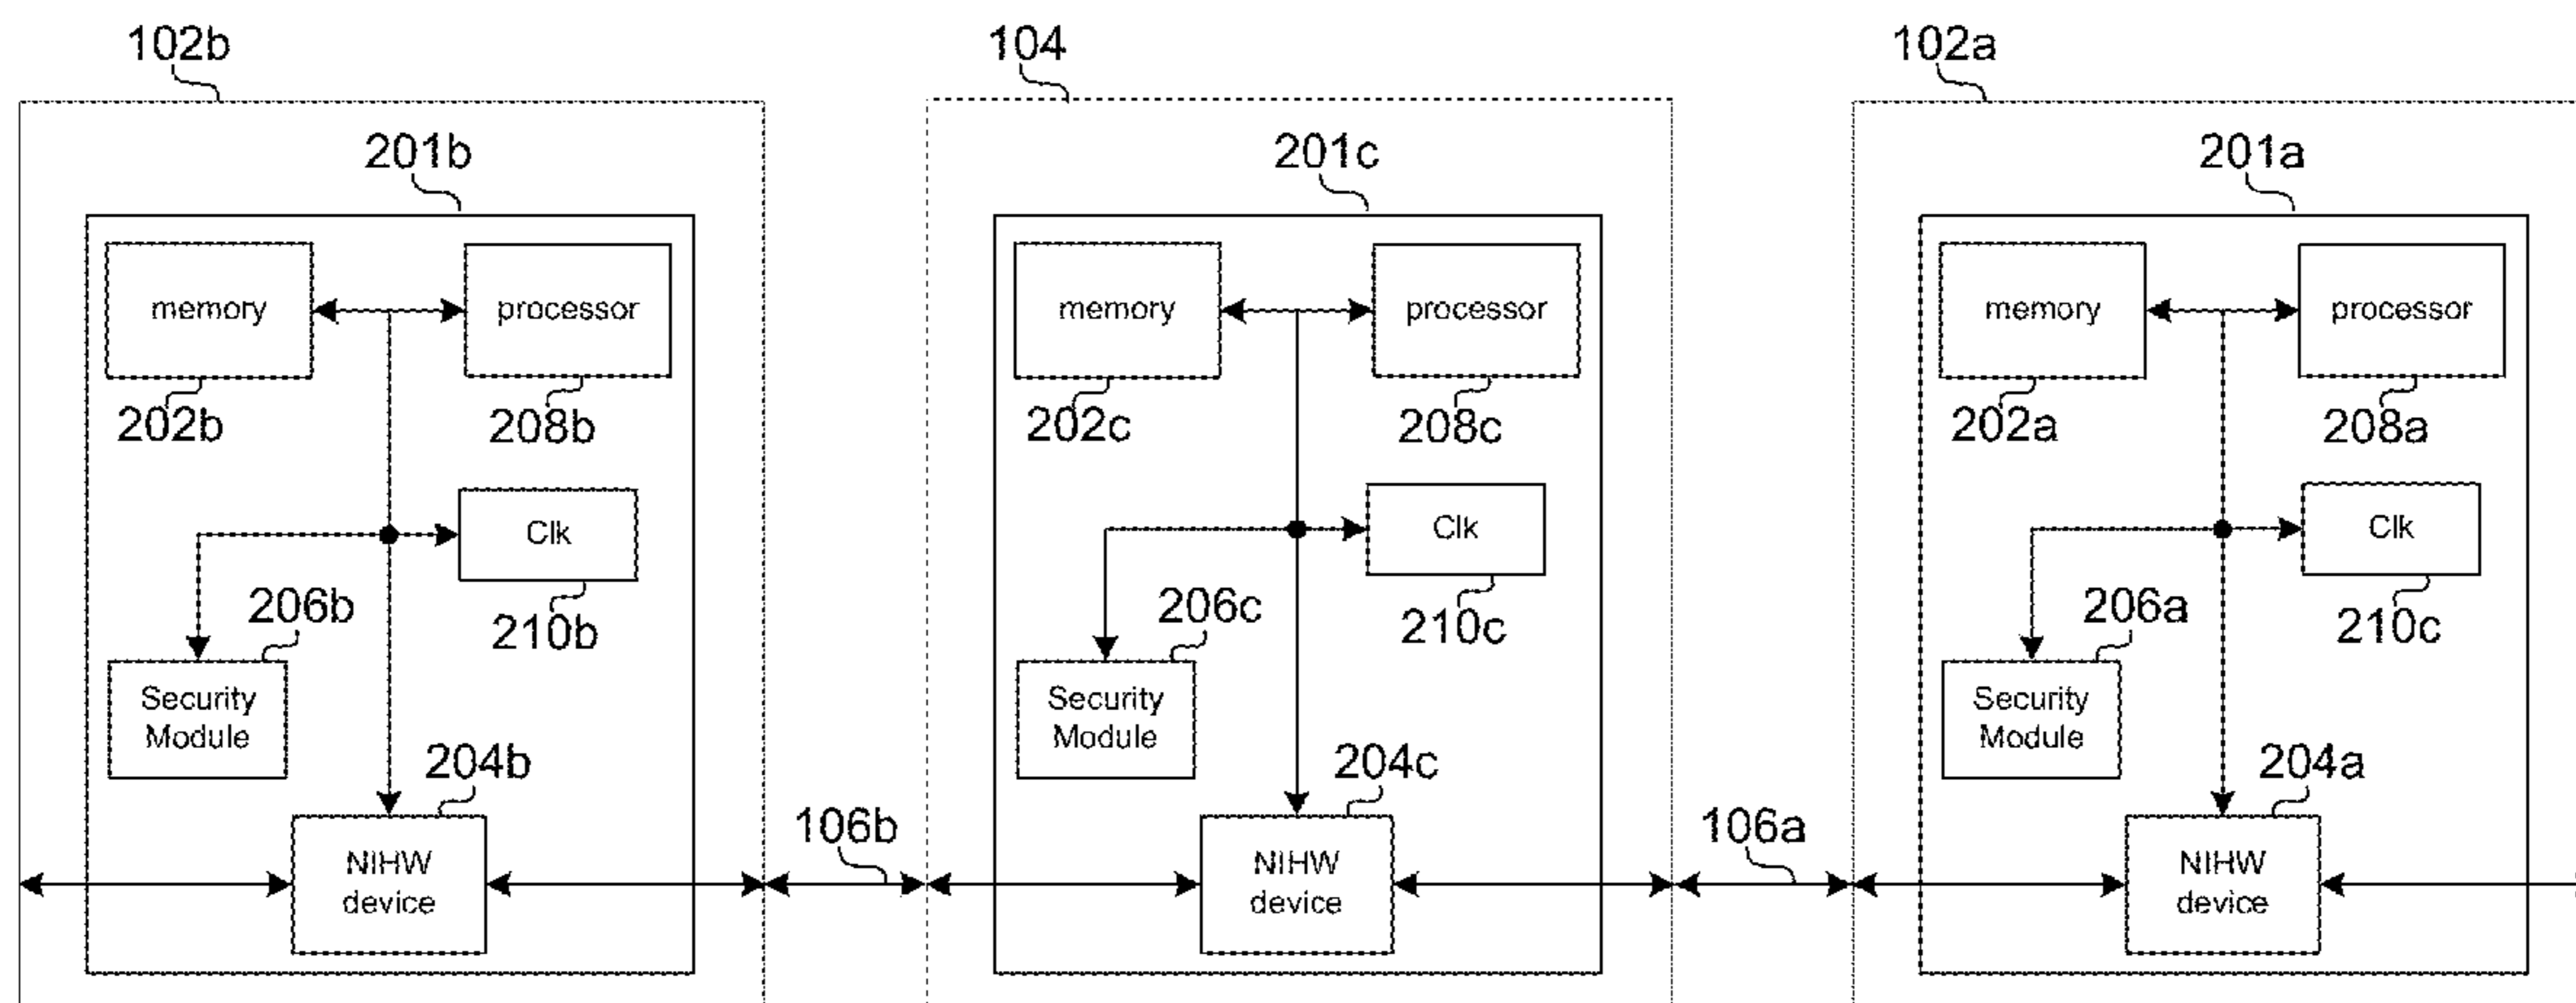 102b
104
102a
201b
201c
201a
memory
processor
memory
processor
memory
processor
202b
208b
202c
208c
202a
208a
Clk
Clk
Clk
206b
210b
206c
210c
206a
210c
Security
Module
Security
Module
Security
Module
204b
204c
204a
106b
106a
NIHW
device
NIHW
device
NIHW
device